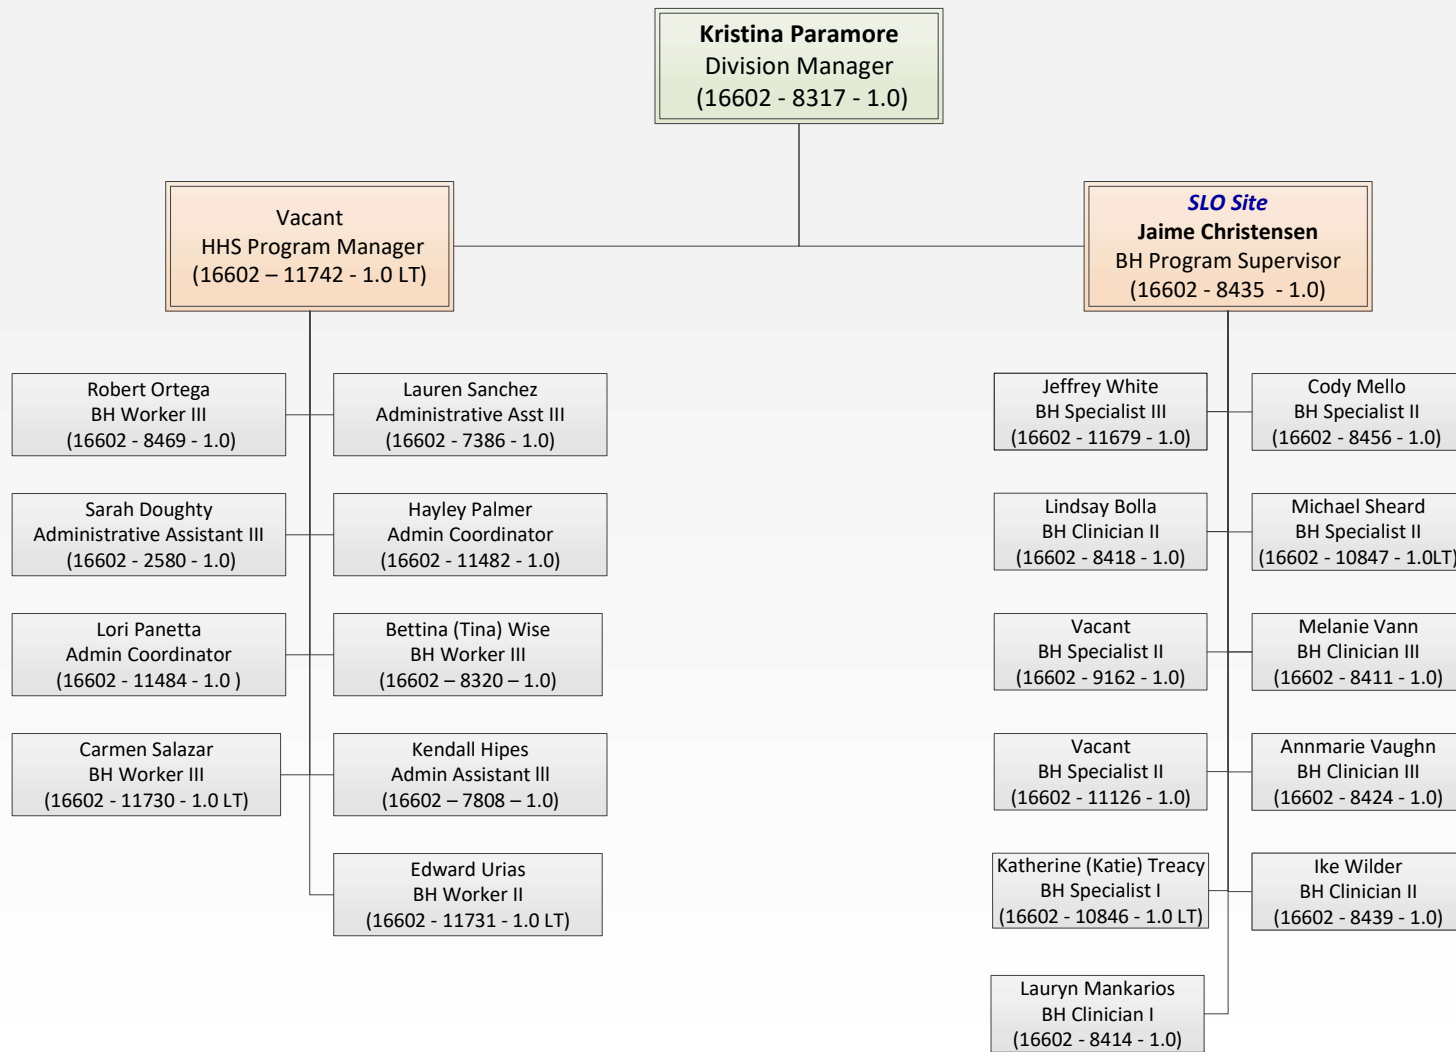 Kristina Paramore
Division Manager
(16602 - 8317 - 1.0)
Vacant
HHS Program Manager
(16602 – 11742 - 1.0 LT)
SLO Site
Jaime Christensen
BH Program Supervisor
(16602 - 8435 - 1.0)
Robert Ortega
BH Worker III
(16602 - 8469 - 1.0)
Lauren Sanchez
Administrative Asst III
(16602 - 7386 - 1.0)
Sarah Doughty
Administrative Assistant III
(16602 - 2580 - 1.0)
Hayley Palmer
Admin Coordinator
(16602 - 11482 - 1.0)
Lori Panetta
Admin Coordinator
(16602 - 11484 - 1.0 )
Bettina (Tina) Wise
BH Worker III
(16602 – 8320 – 1.0)
Carmen Salazar
BH Worker III
(16602 - 11730 - 1.0 LT)
Kendall Hipes
Admin Assistant lll
(16602 – 7808 – 1.0)
Edward Urias
BH Worker II
(16602 - 11731 - 1.0 LT)
Jeffrey White
BH Specialist III
(16602 - 11679 - 1.0)
Cody Mello
BH Specialist II
(16602 - 8456 - 1.0)
Lindsay Bolla
BH Clinician II
(16602 - 8418 - 1.0)
Michael Sheard
BH Specialist II
(16602 - 10847 - 1.0LT)
Vacant
BH Specialist II
(16602 - 9162 - 1.0)
Melanie Vann
BH Clinician III
(16602 - 8411 - 1.0)
Vacant
BH Specialist II
(16602 - 11126 - 1.0)
Annmarie Vaughn
BH Clinician III
(16602 - 8424 - 1.0)
Katherine (Katie) Treacy
BH Specialist I
(16602 - 10846 - 1.0 LT)
Ike Wilder
BH Clinician II
(16602 - 8439 - 1.0)
Lauryn Mankarios
BH Clinician I
(16602 - 8414 - 1.0)